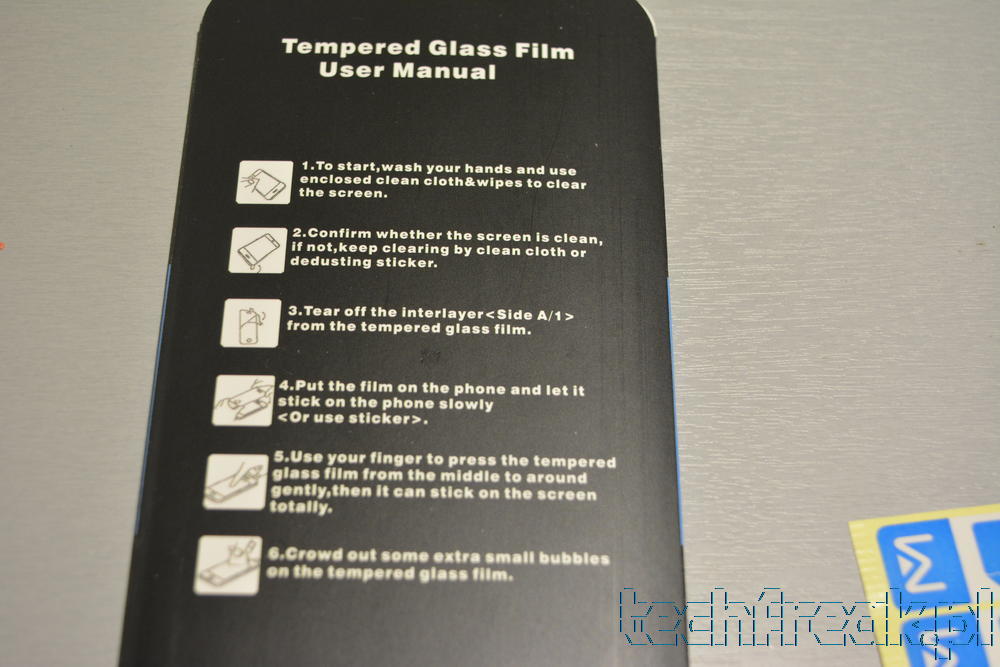 Tempered Glass Film
User Manual
1.To start,wash your hands and use
enclosed clean cloth&wipes to clear
the screen.
2.Confirm whether the screen is clean,
if not,keep clearing by clean cloth or
dedusting sticker.
3.Tear off the interlayer<Side A/1>
from the tempered glass film.
4.Put the film on the phone and let it
stick on the phone slowly
<Or use sticker>.
5.Use your finger to press the tempered
glass film from the middle to around
gently,then it can stick on the screen
totally.
6.Crowd out some extra small bubbles
on the tempered glass film.
techfreak.pl